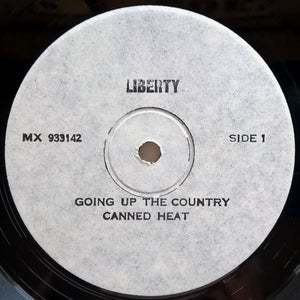 LIBERTY
MX 933142
SIDE 1
GOING UP THE COUNTRY
CANNED HEAT